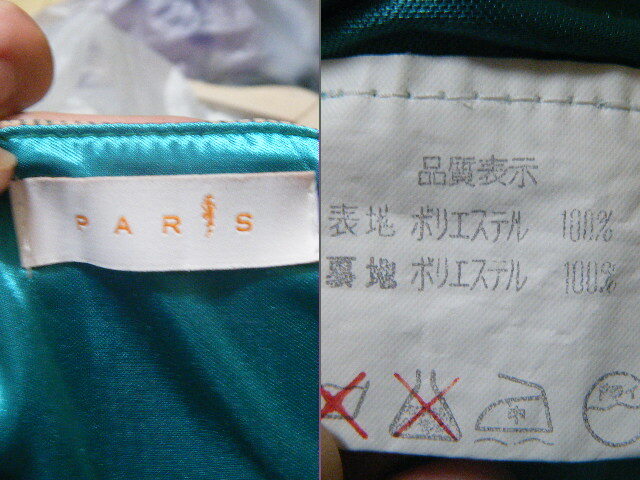 PARIS
品質表示
表地 ポリエステル 100%
裏地 ポリエステル 100%
中
ドライ